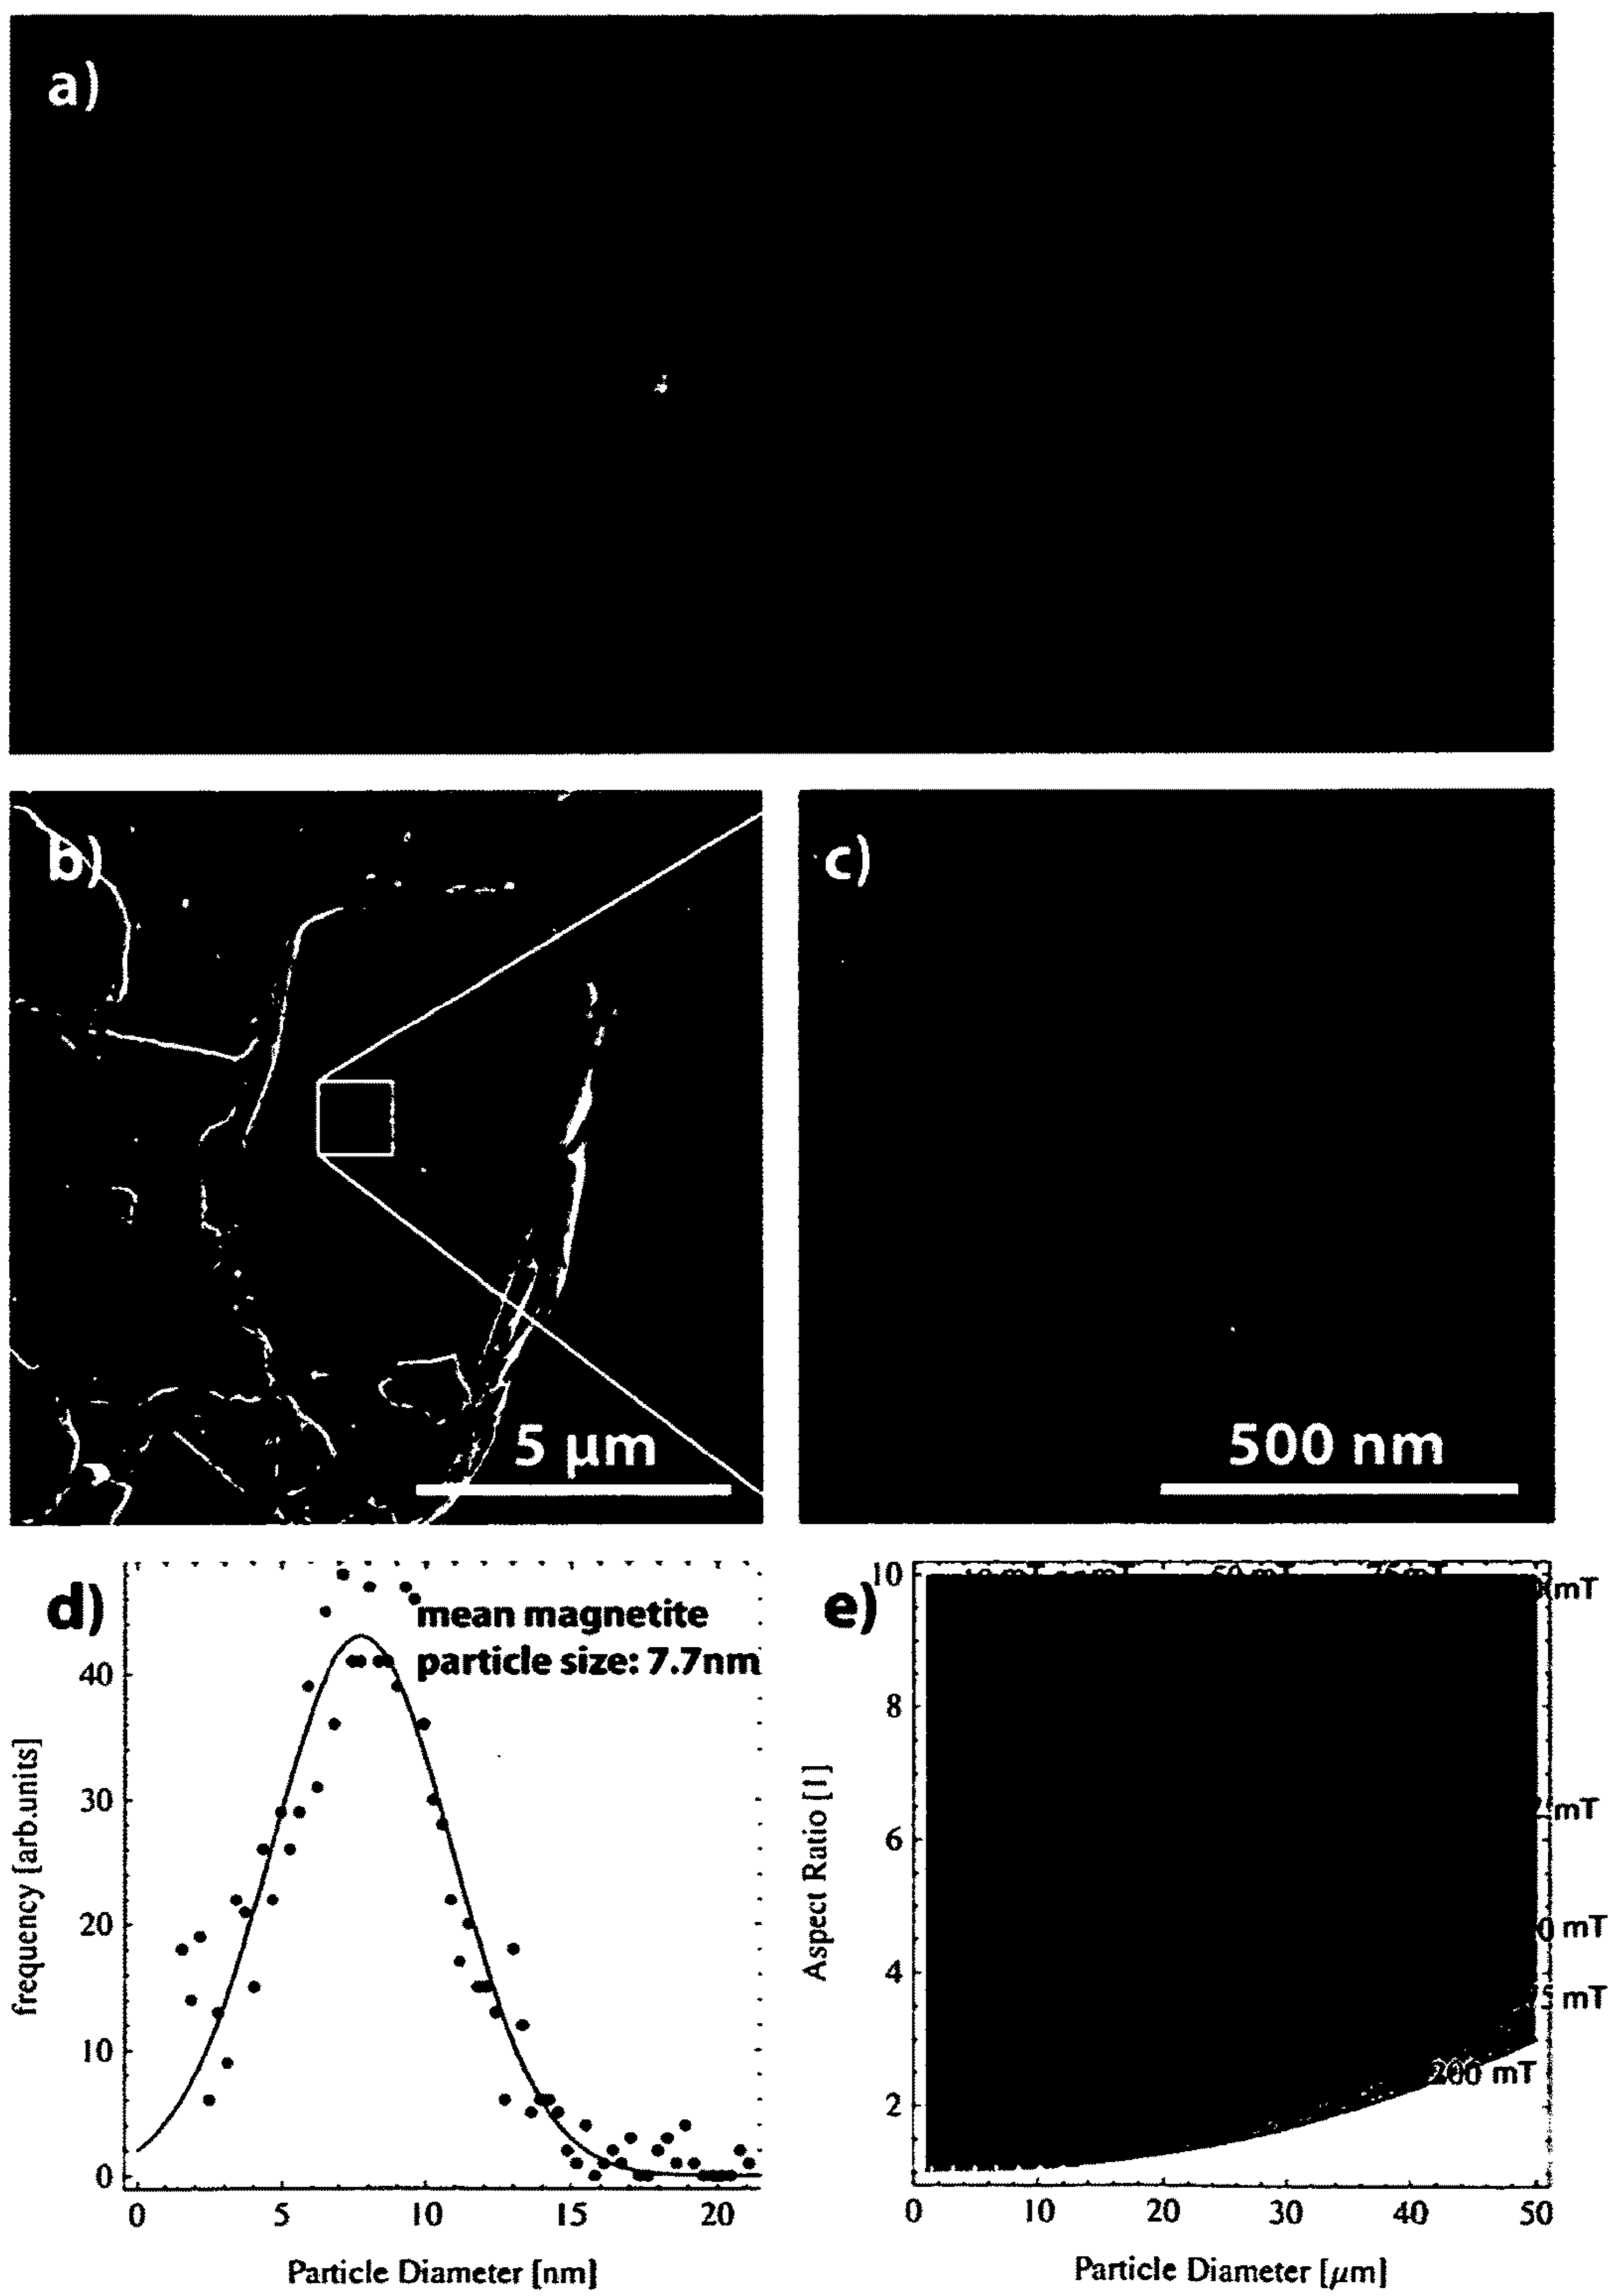 a)
b)
5 µm
c)
500 nm
d)
mean magnetite
particle size: 7.7nm
frequency [arb.units]
40
30
20
10
0
0 5 10 15 20
Particle Diameter [nm]
e)
Aspect Ratio [1]
10
8
6
4
2
mT
mT
mT
mT
200 mT
0 10 20 30 40 50
Particle Diameter [µm]